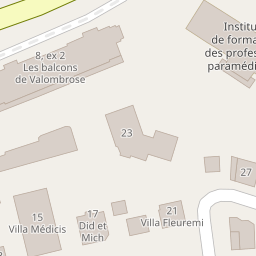 Institu
de forma
des profes
paramédi
8, ex 2
Les balcons
de Valombrose
23
27
15
Villa Médicis
17
Did et
Mich
21
Villa Fleuremi